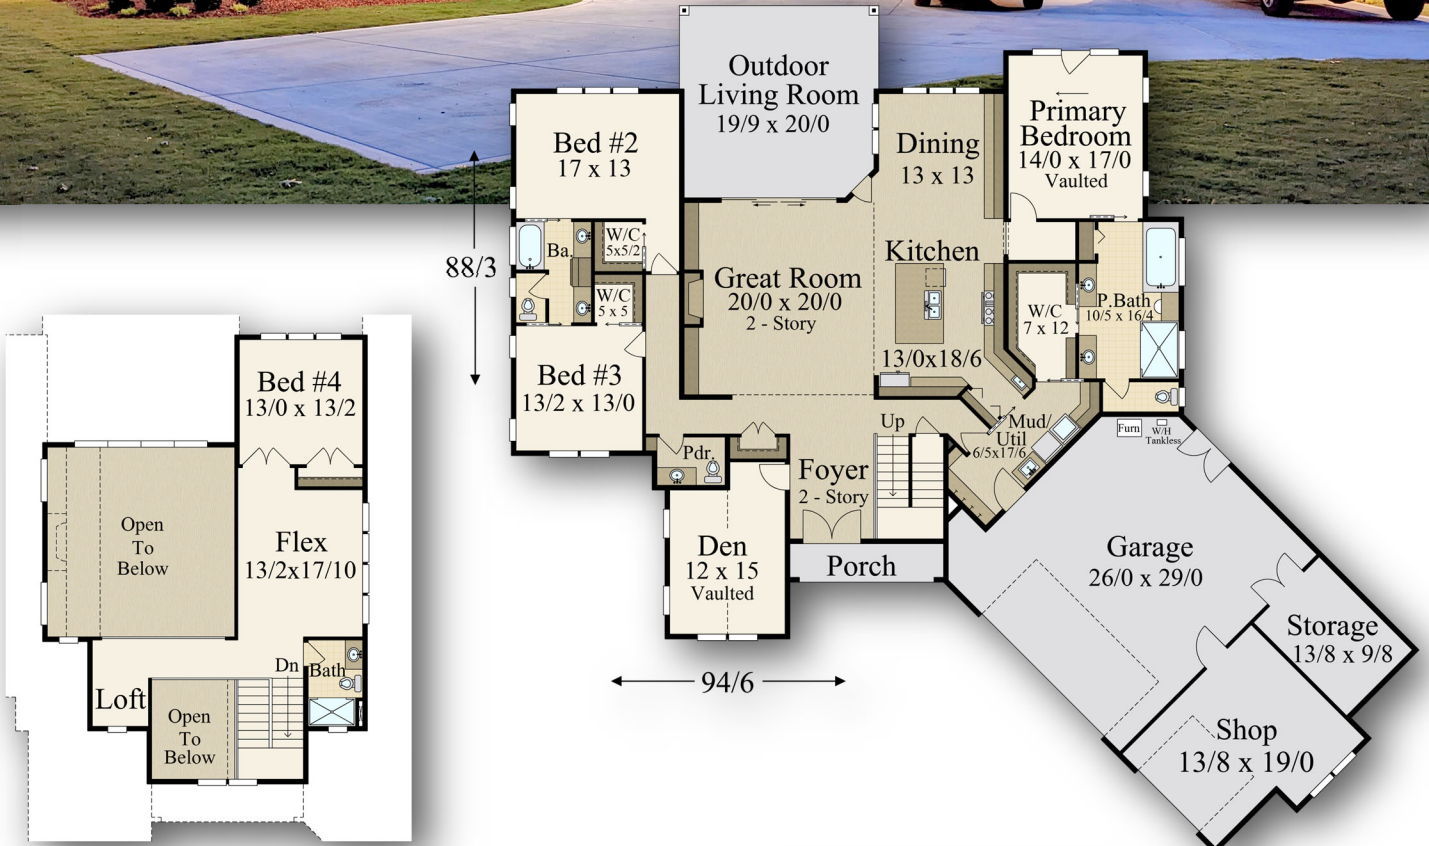 Outdoor
Living Room
19/9 x 20/0
Primary
Bedroom
14/0 x 17/0
Vaulted
Bed #2
17 x 13
Dining
13 x 13
W/C
5x5/2
Ba.
88/3
Kitchen
Great Room
20/0 x 20/0
2 - Story
W/C
5 x 5
P.Bath
10/5 x 16/4
W/C
7 x 12
13/0x18/6
Bed #3
13/2 x 13/0
Up
Mud/
Util
6/5x17/6
Furn
W/H
Tankless
Pdr.
Foyer
2 - Story
Den
12 x 15
Vaulted
Porch
Garage
26/0 x 29/0
Storage
13/8 x 9/8
Shop
13/8 x 19/0
94/6
Bed #4
13/0 x 13/2
Open
To
Below
Flex
13/2x17/10
Dn
Bath
Loft
Open
To
Below